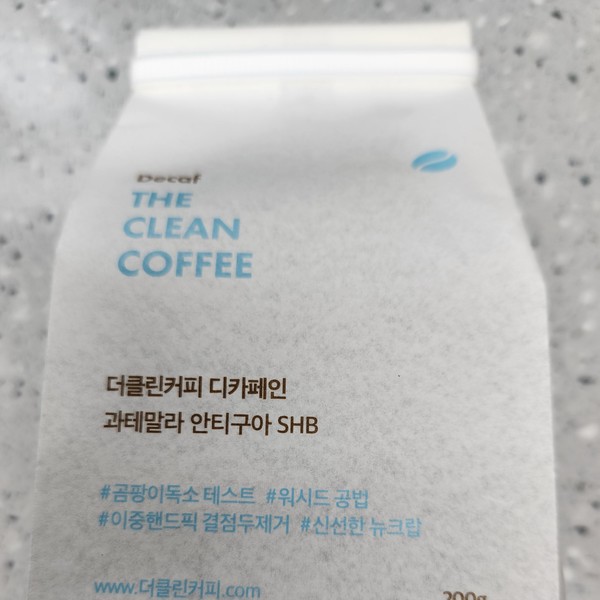 Decaf
THE
CLEAN
COFFEE
더클린커피 디카페인
과테말라 안티구아 SHB
#곰팡이독소 테스트 #워시드 공법
#이중핸드픽 결점두제거 #신선한 뉴크랍
www.더클린커피.com
200g